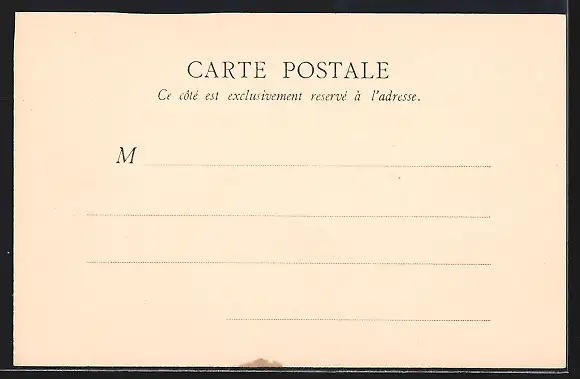 CARTE POSTALE
Ce côté est exclusivement reservé à l'adresse.
M